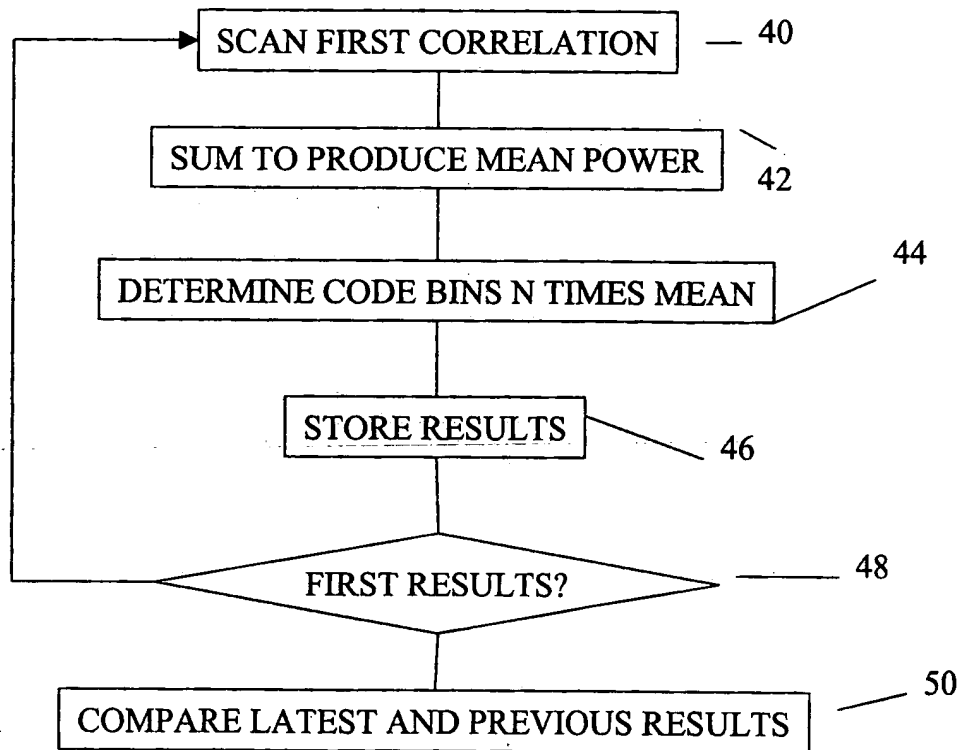 SCAN FIRST CORRELATION
40
SUM TO PRODUCE MEAN POWER
42
DETERMINE CODE BINS N TIMES MEAN
44
STORE RESULTS
46
FIRST RESULTS?
48
COMPARE LATEST AND PREVIOUS RESULTS
50